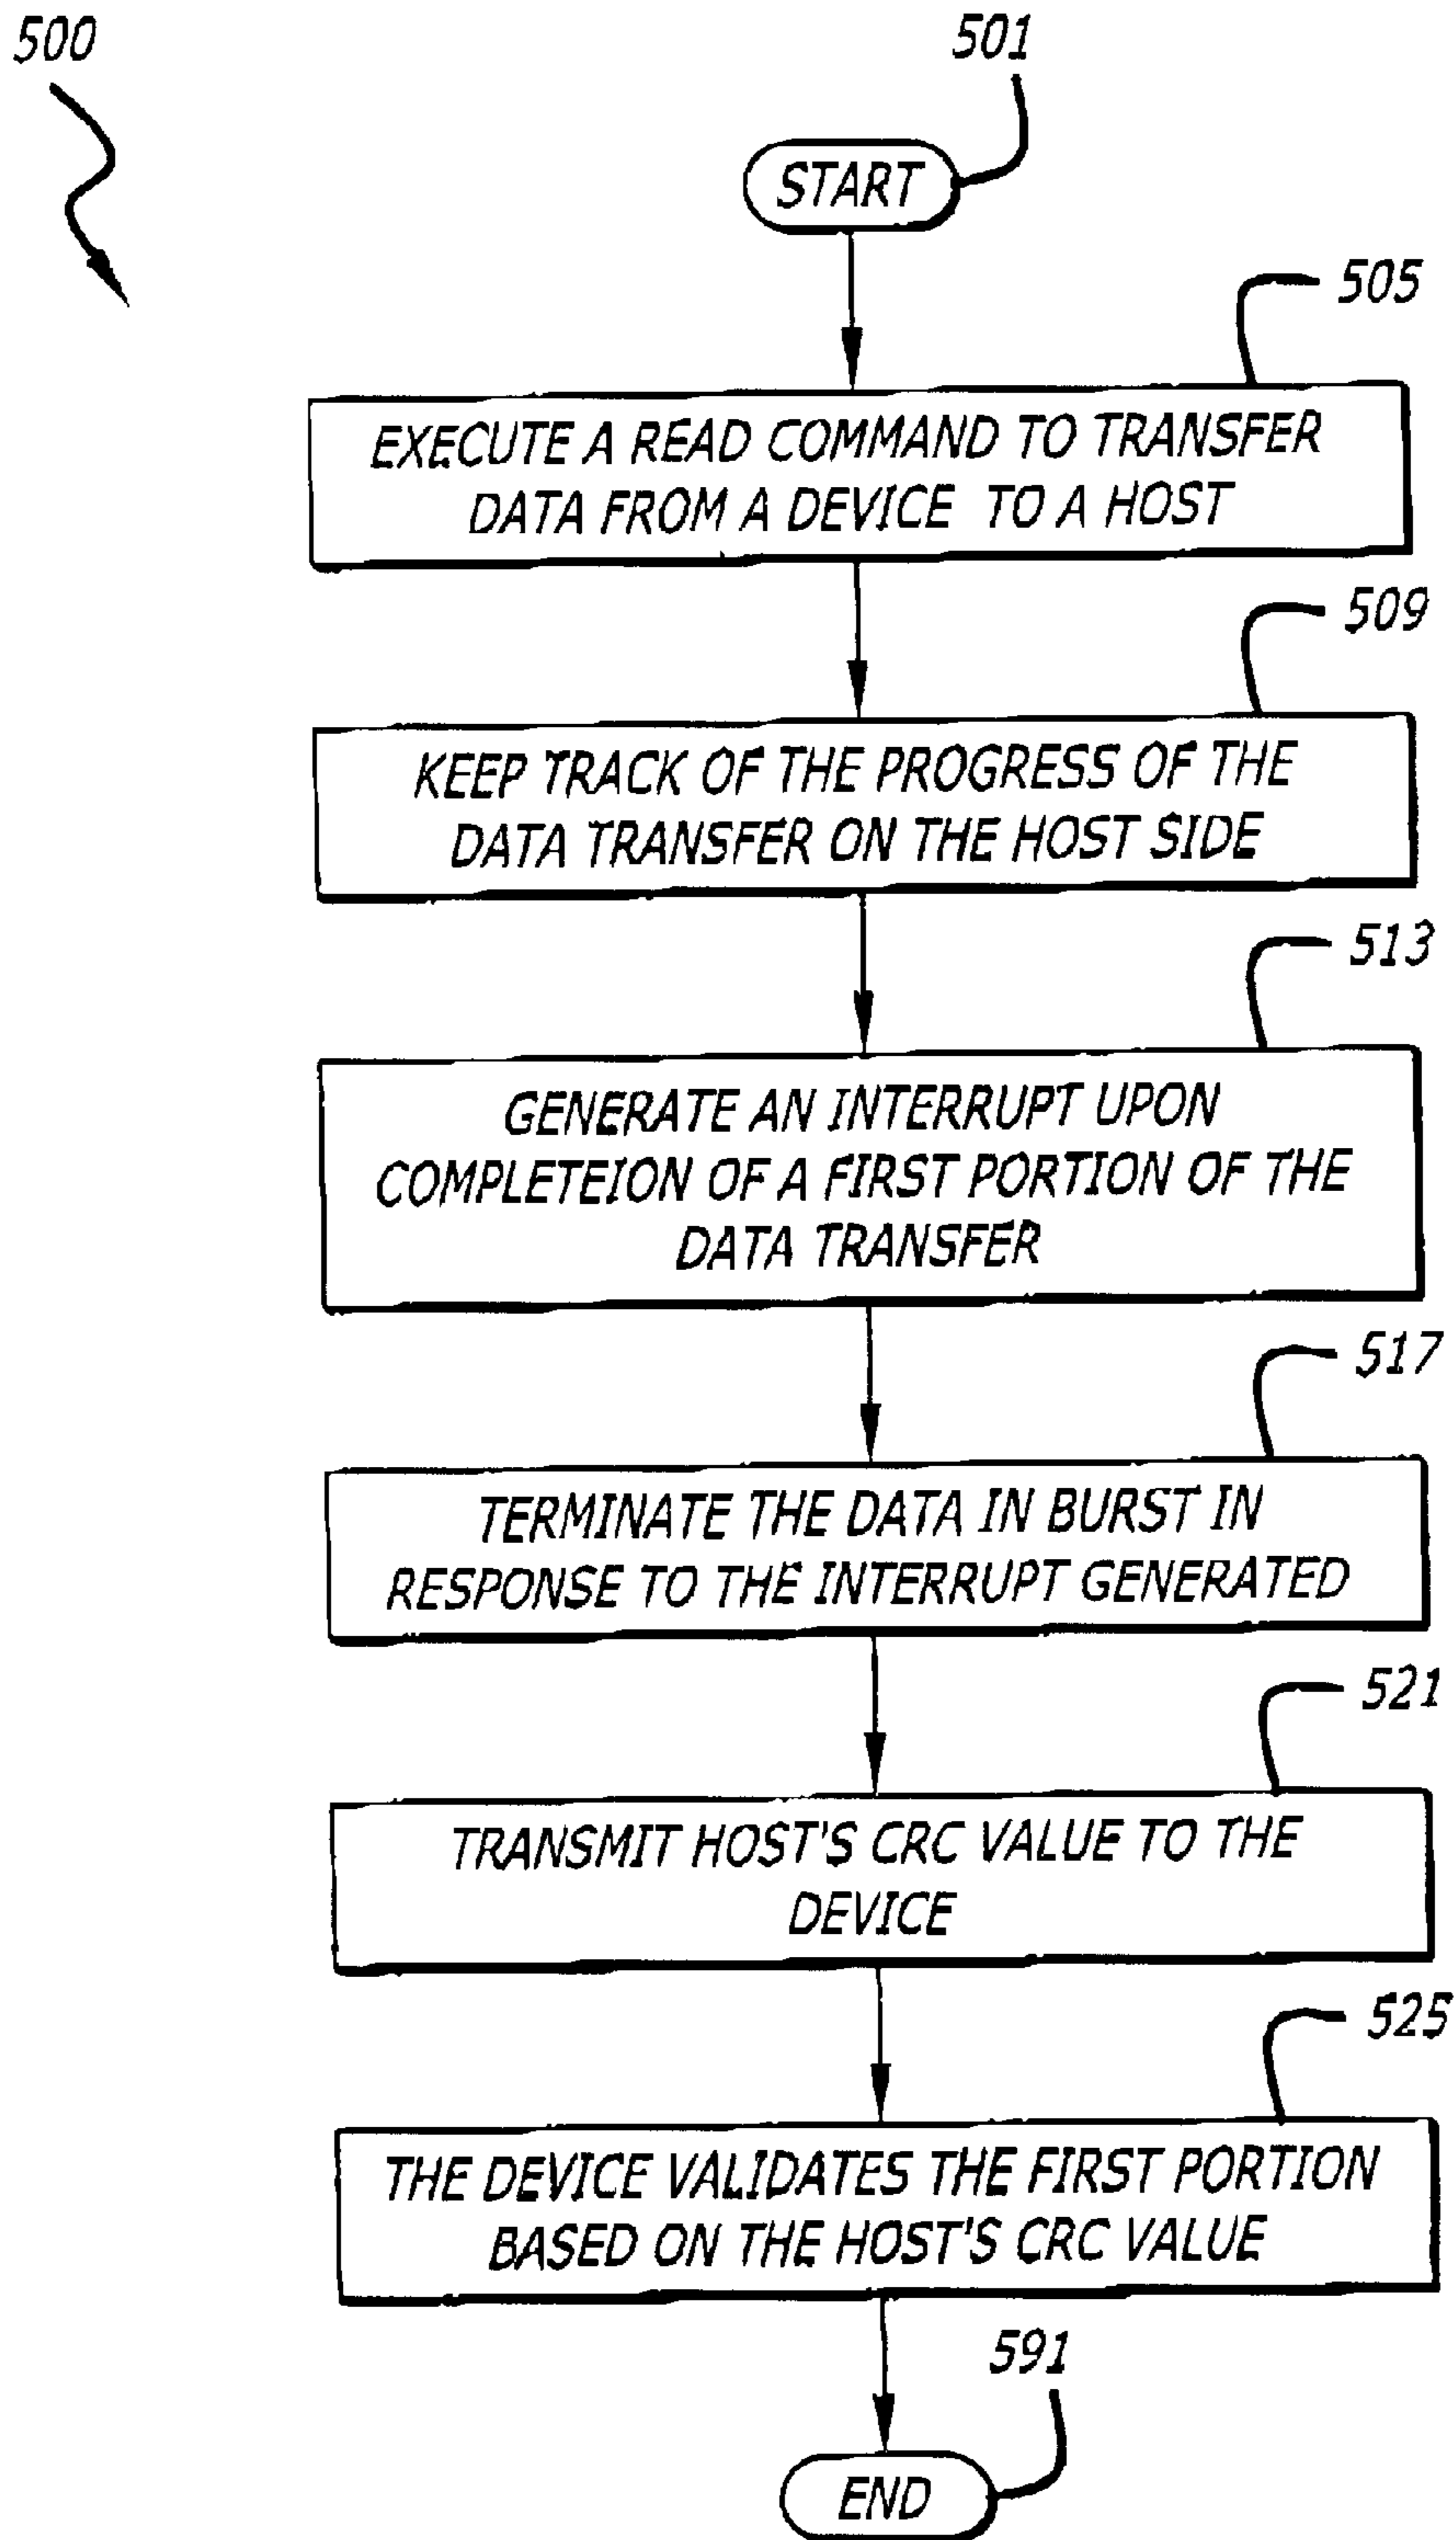 500
501
START
505
EXECUTE A READ COMMAND TO TRANSFER
DATA FROM A DEVICE TO A HOST
509
KEEP TRACK OF THE PROGRESS OF THE
DATA TRANSFER ON THE HOST SIDE
513
GENERATE AN INTERRUPT UPON
COMPLETEION OF A FIRST PORTION OF THE
DATA TRANSFER
517
TERMINATE THE DATA IN BURST IN
RESPONSE TO THE INTERRUPT GENERATED
521
TRANSMIT HOST'S CRC VALUE TO THE
DEVICE
525
THE DEVICE VALIDATES THE FIRST PORTION
BASED ON THE HOST'S CRC VALUE
591
END